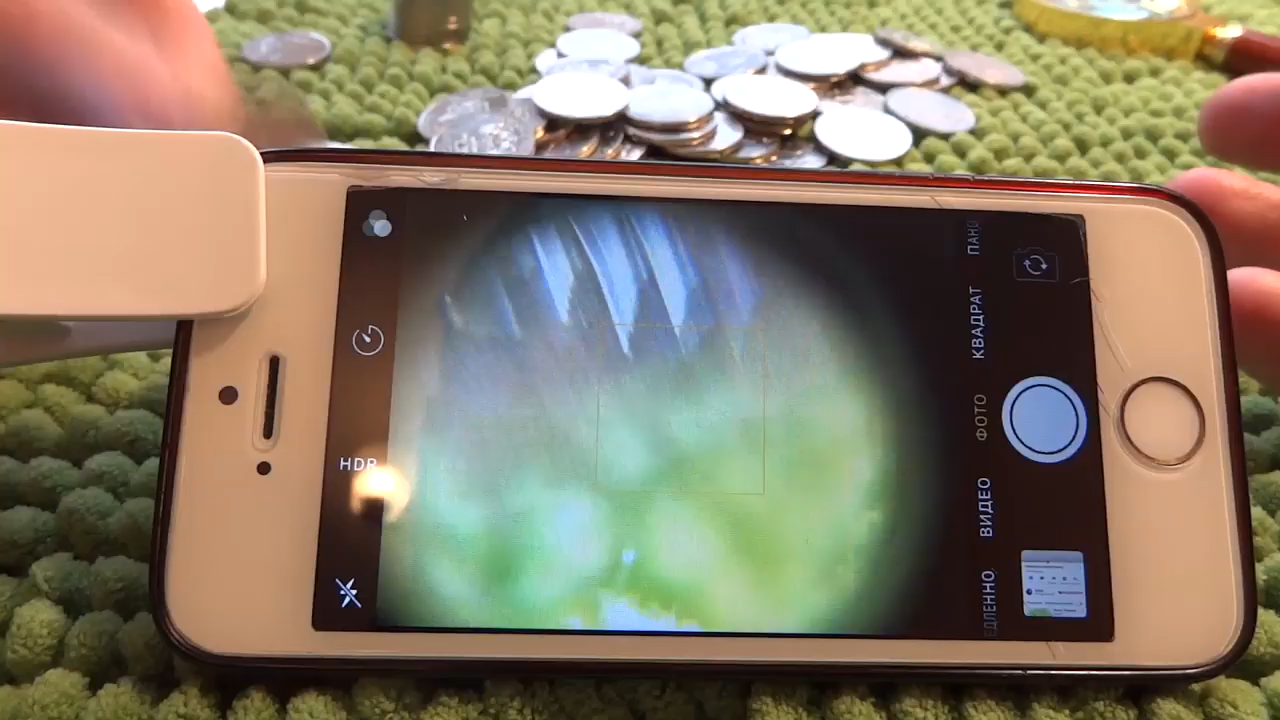 HDR
ПАНО
КВАДРАТ
ФОТО
ВИДЕО
ЕДЛЕННО